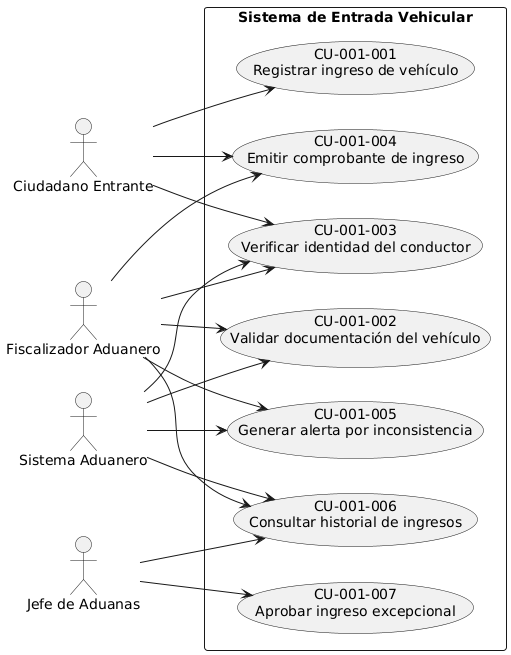 Sistema de Entrada Vehicular
CU-001-001
Registrar ingreso de vehículo
CU-001-004
Emitir comprobante de ingreso
Ciudadano Entrante
CU-001-003
Verificar identidad del conductor
CU-001-002
Validar documentación del vehículo
Fiscalizador Aduanero
CU-001-005
Generar alerta por inconsistencia
Sistema Aduanero
CU-001-006
Consultar historial de ingresos
Jefe de Aduanas
CU-001-007
Aprobar ingreso excepcional